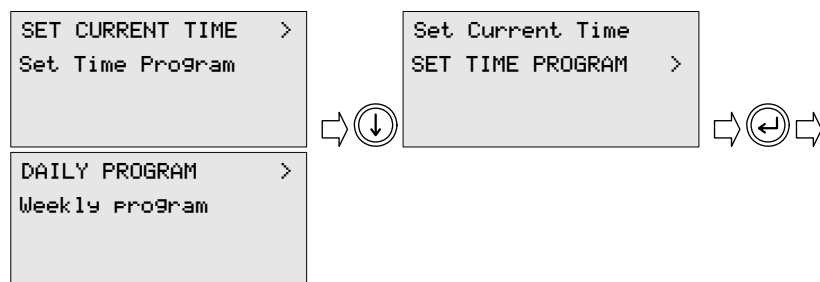 SET CURRENT TIME >
Set Time Program
Set Current Time
SET TIME PROGRAM >
DAILY PROGRAM >
Weekly program